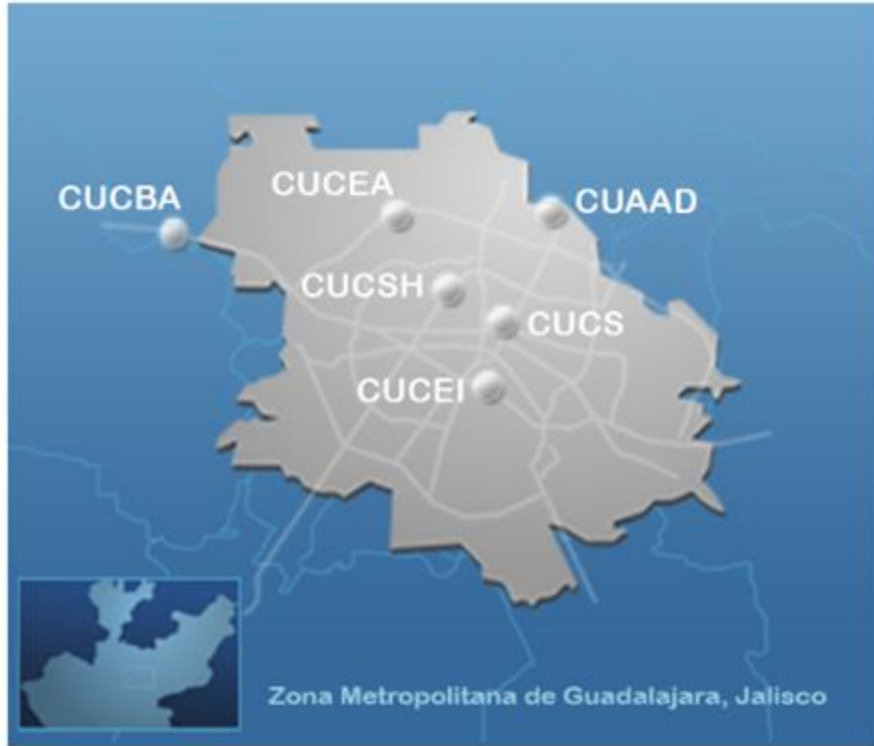 CUCEA
CUCBA
CUAAD
CUCSH
CUCS
CUCEI
Zona Metropolitana de Guadalajara, Jalisco